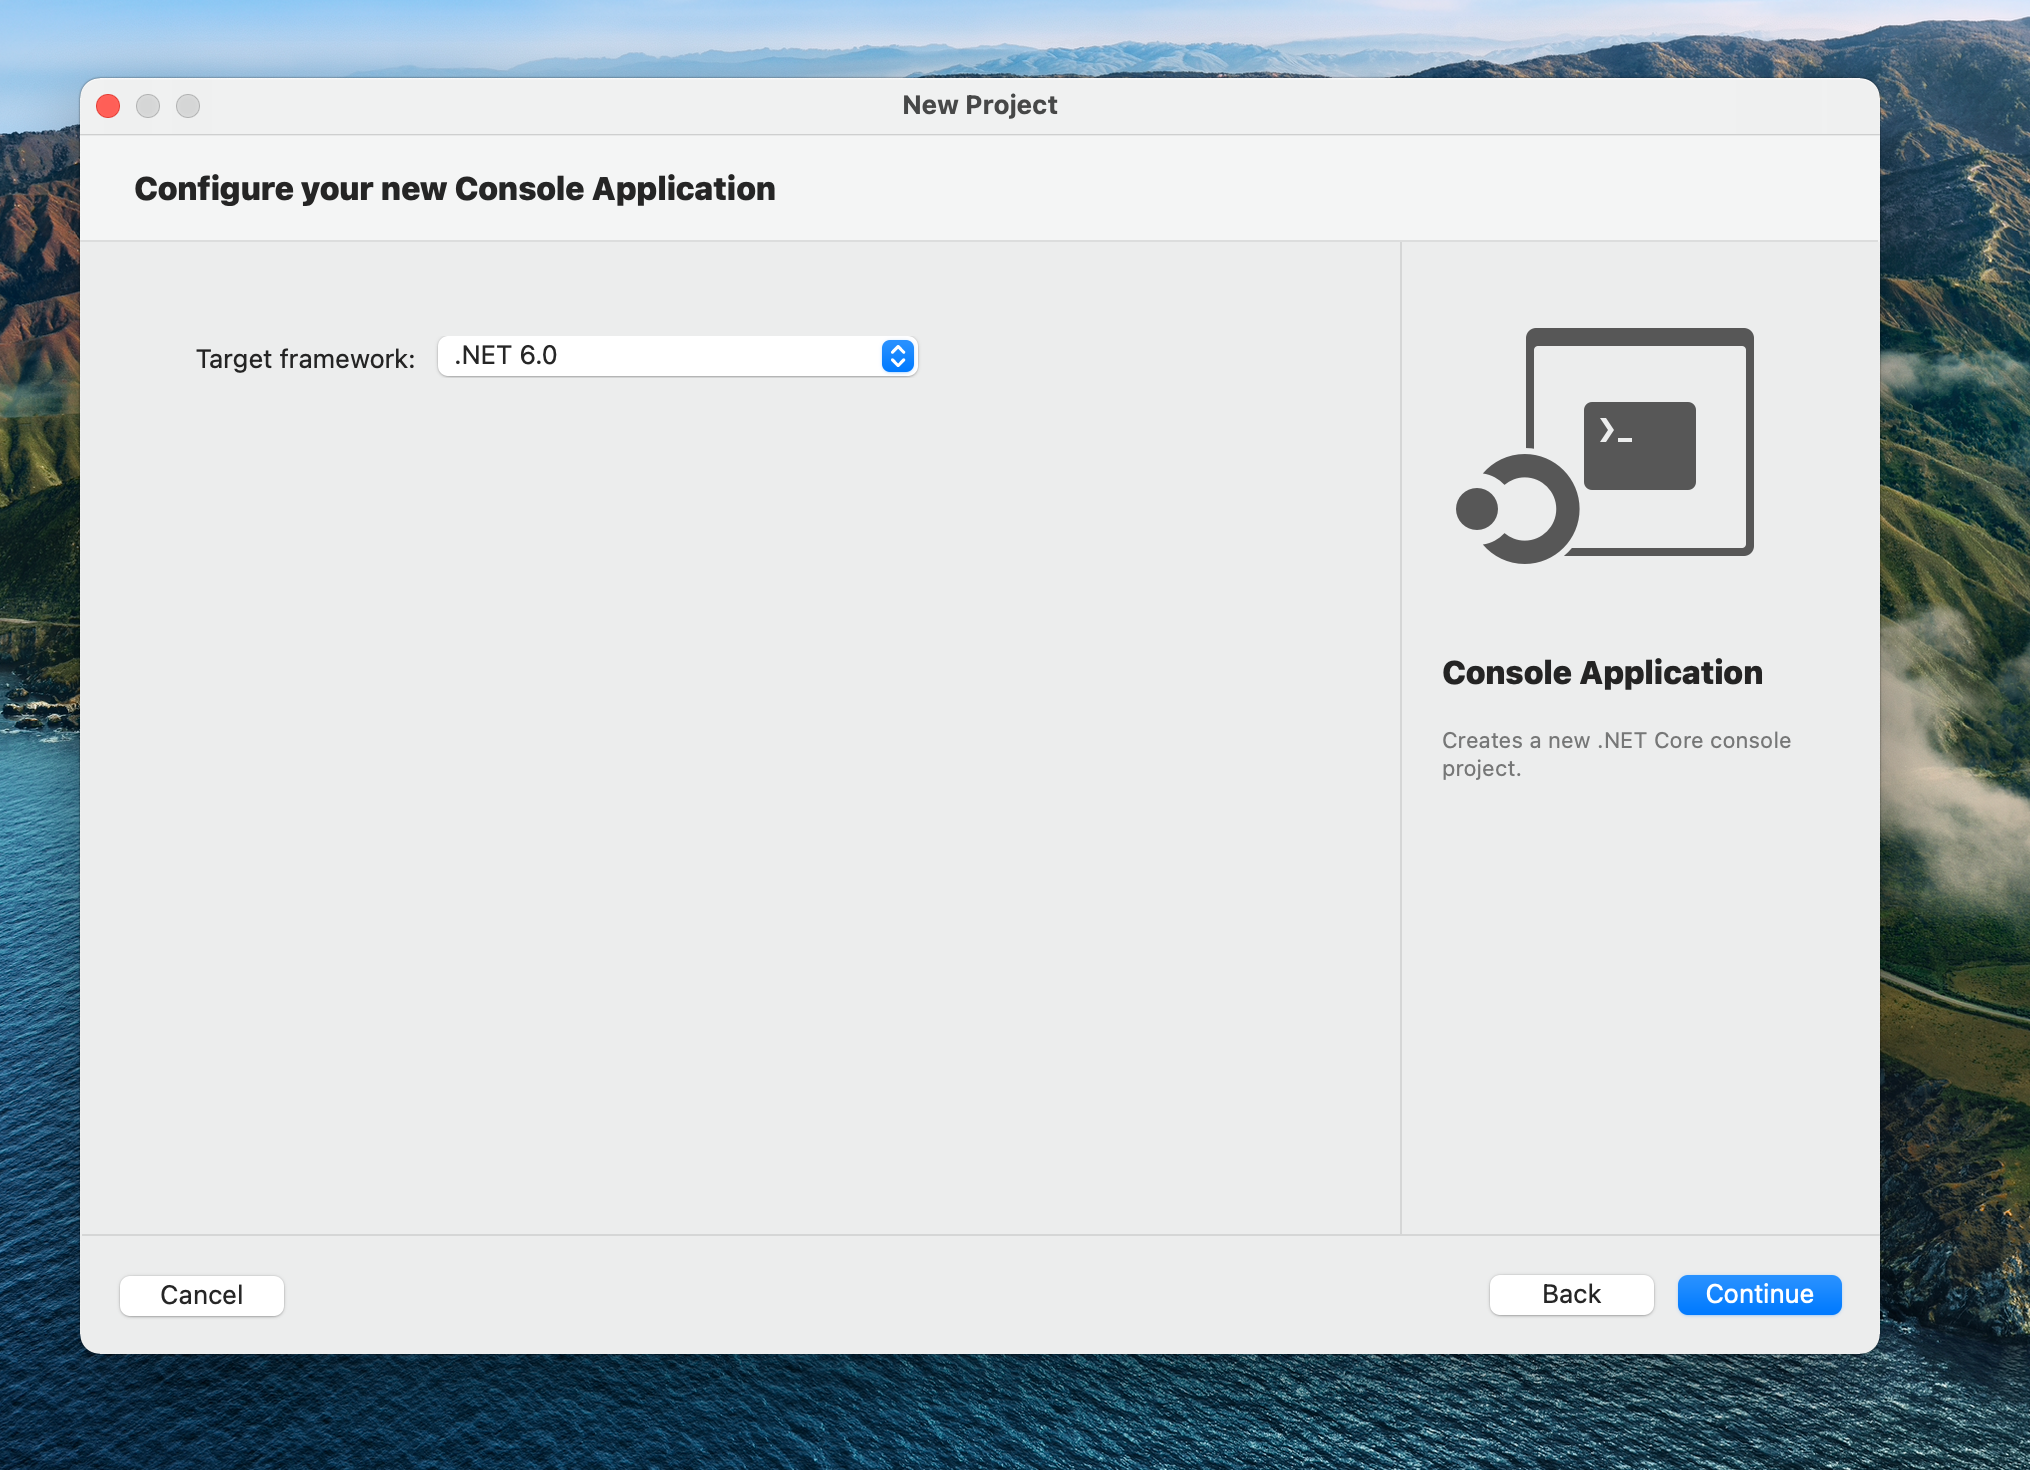 New Project
Configure your new Console Application
Target framework: .NET 6.0
❯_
Console Application
Creates a new .NET Core console
project.
Cancel
Back
Continue